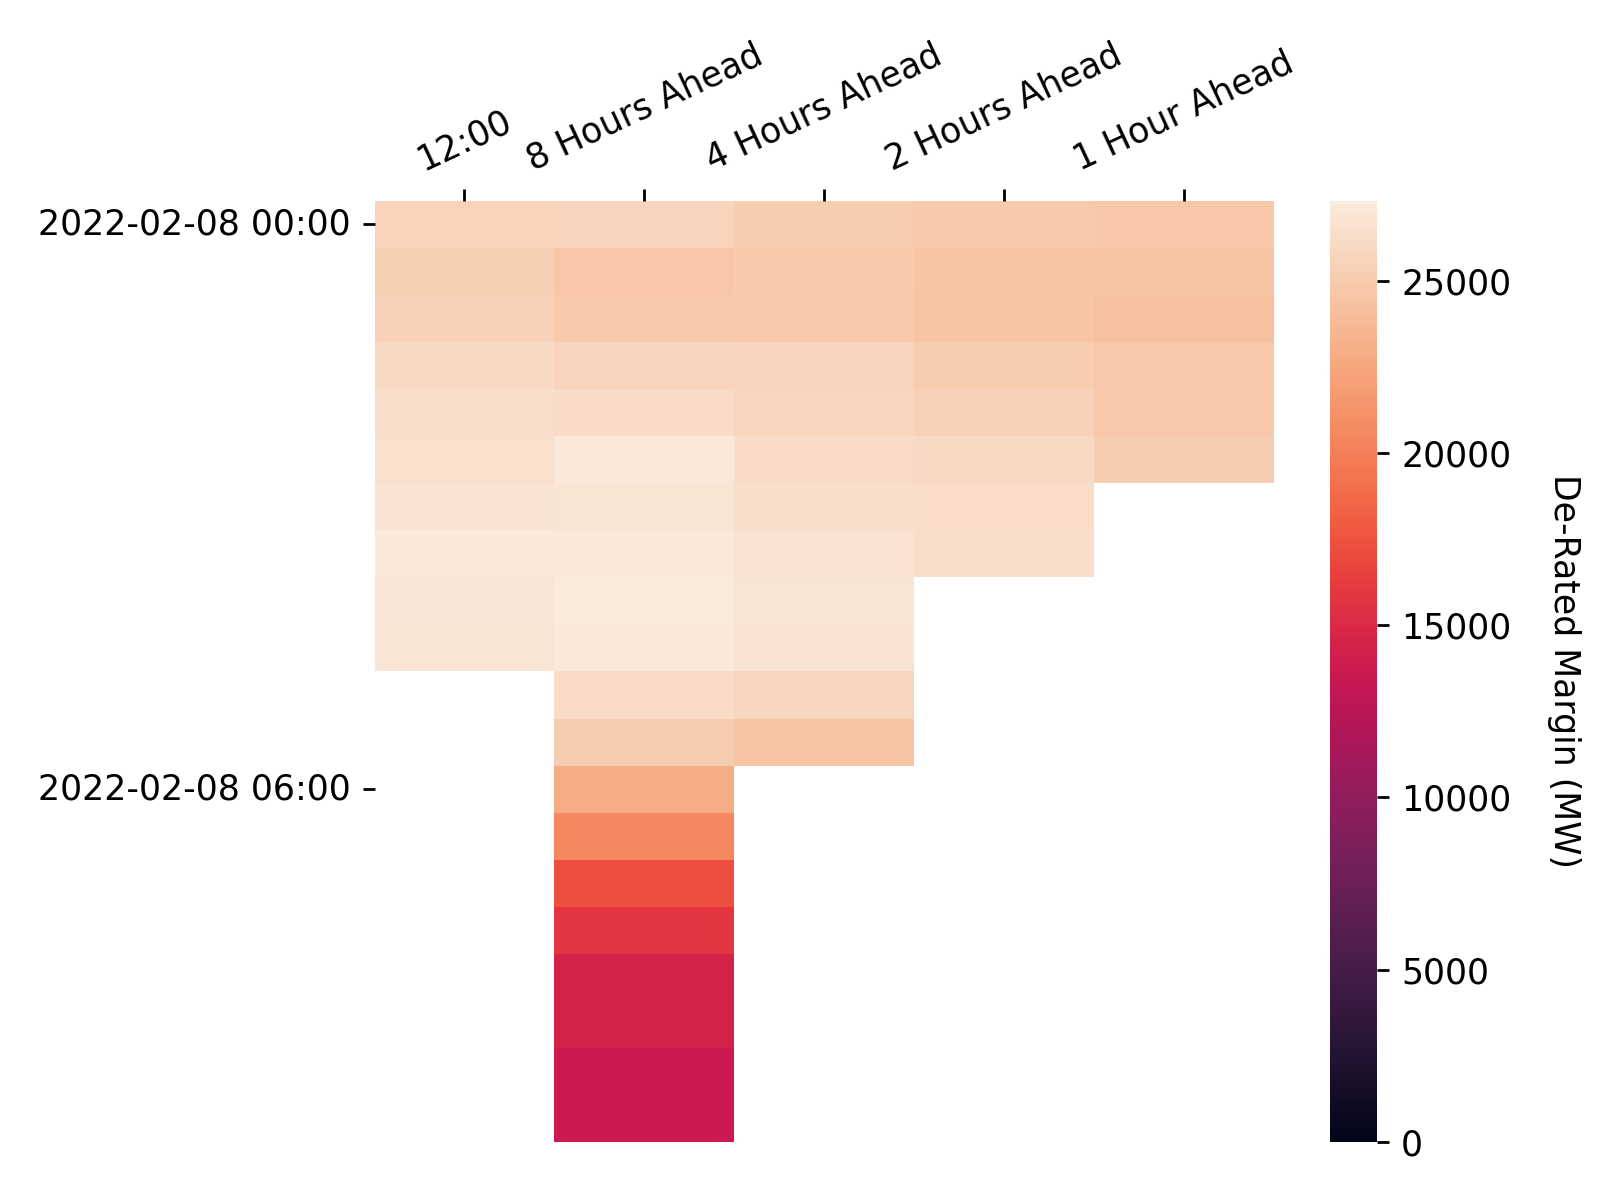 12:00
8 Hours Ahead
4 Hours Ahead
2 Hours Ahead
1 Hour Ahead
2022-02-08 00:00
2022-02-08 06:00
25000
20000
15000
10000
5000
0
De-Rated Margin (MW)